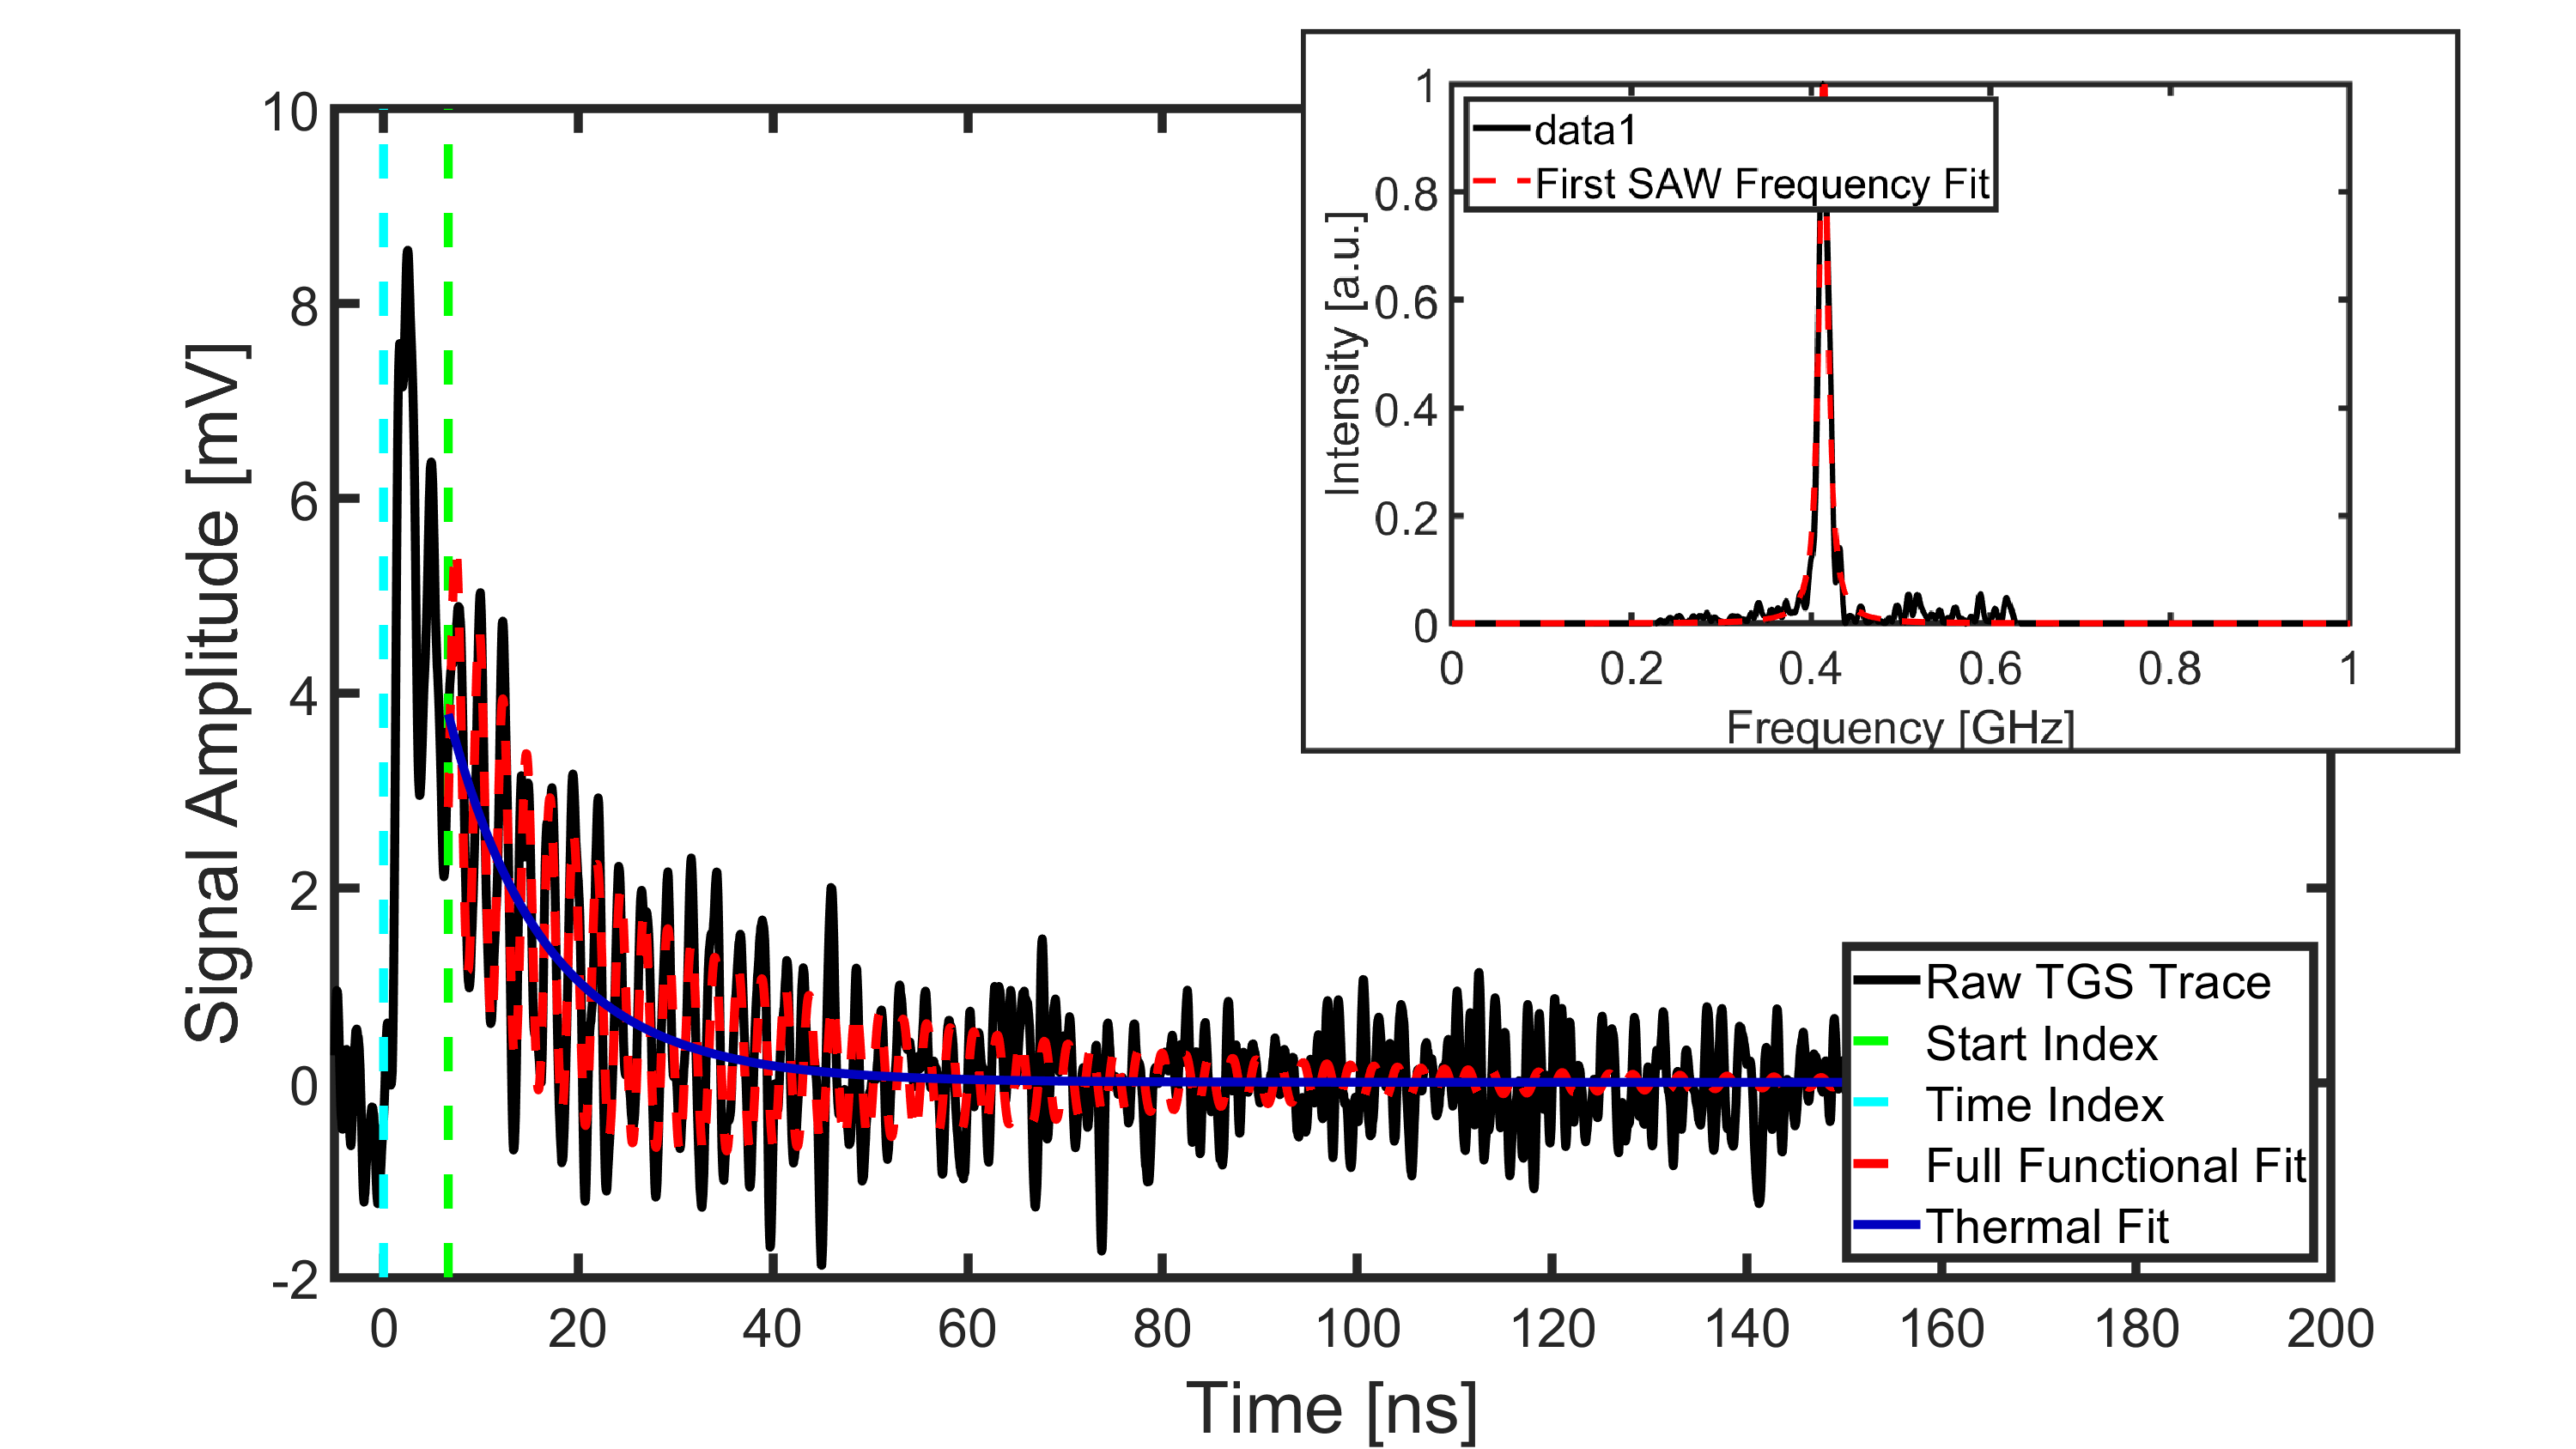 10
8
6
4
2
0
-2
Signal Amplitude [mV]
0 20 40 60 80 100 120 140 160 180 200
Time [ns]
Raw TGS Trace
Start Index
Time Index
Full Functional Fit
Thermal Fit
1
0.8
0.6
0.4
0.2
0
Intensity [a.u.]
data1
First SAW Frequency Fit
0 0.2 0.4 0.6 0.8 1
Frequency [GHz]